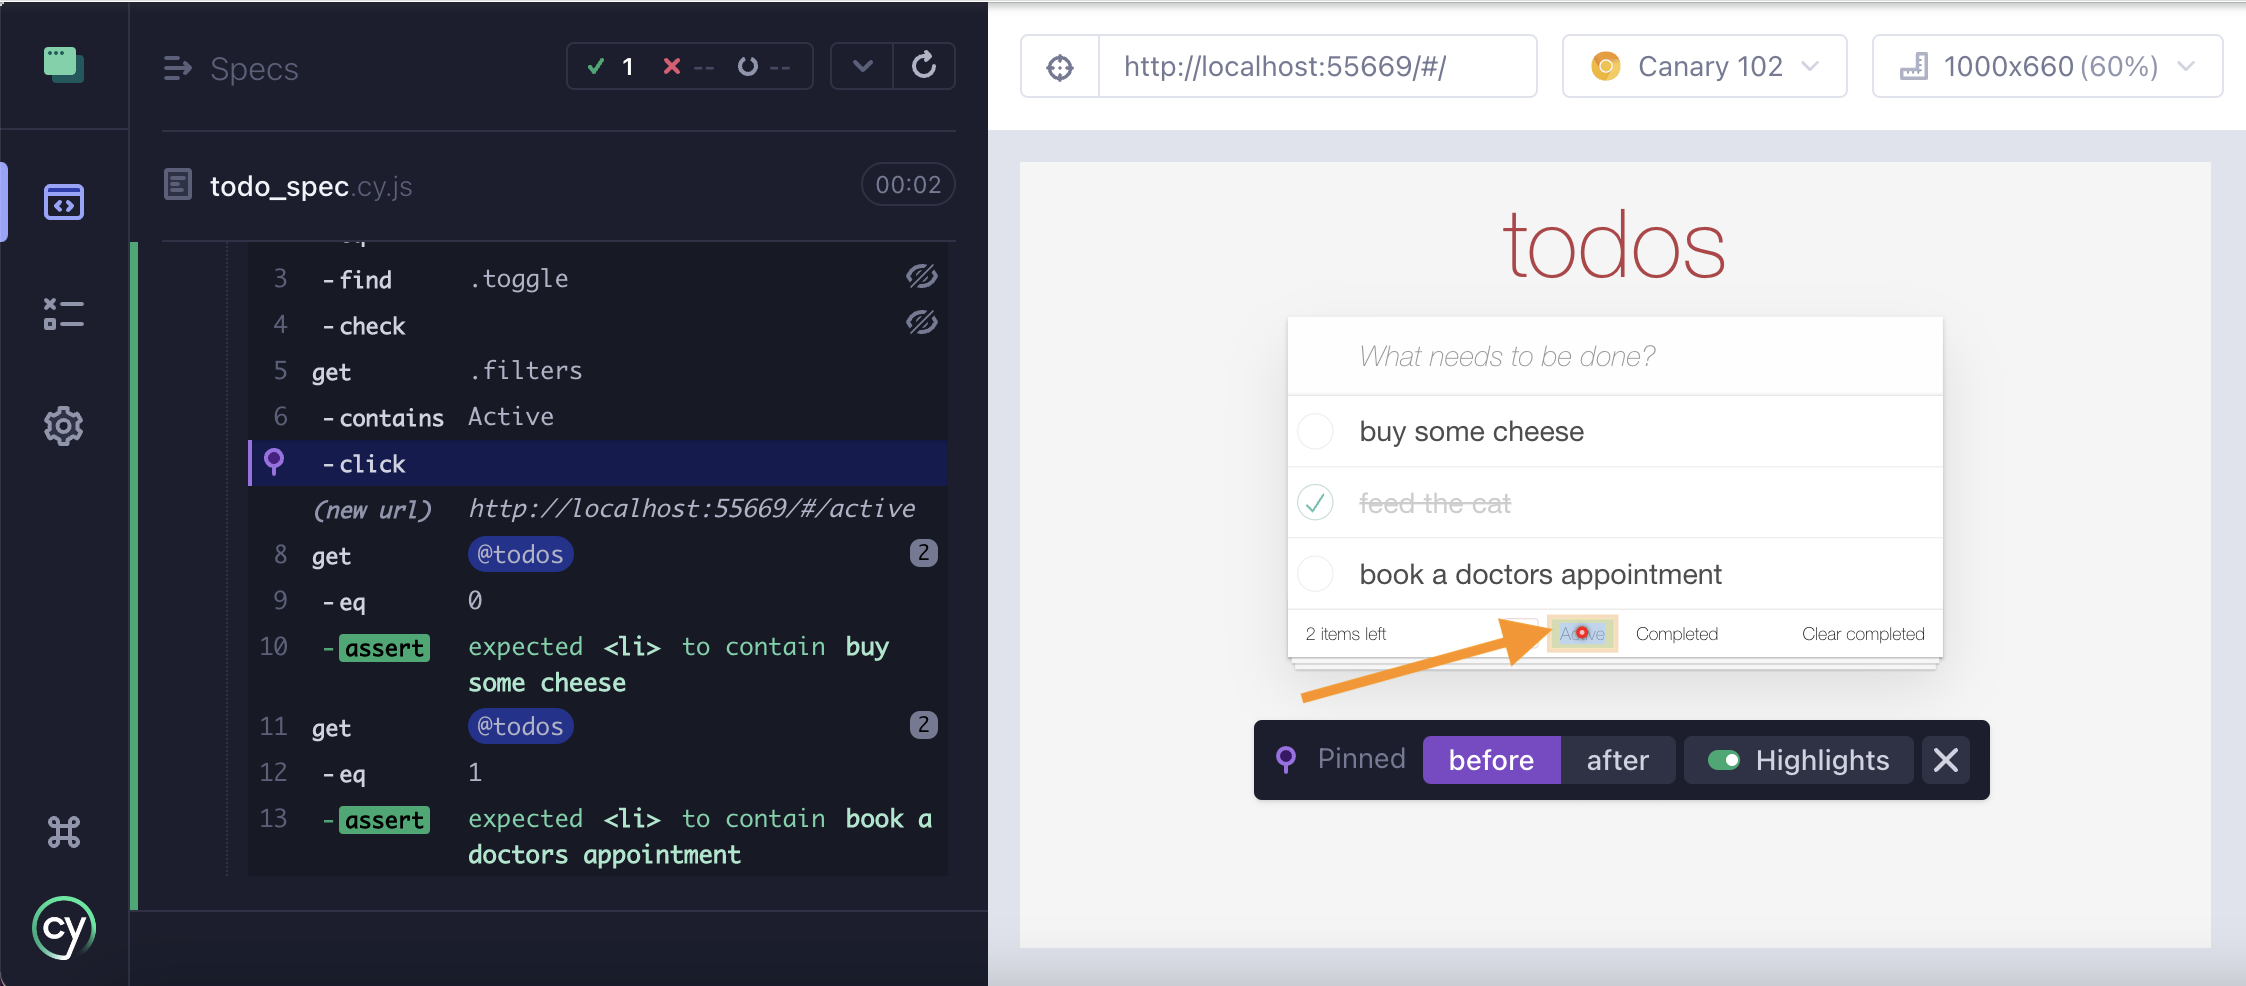 Specs
1 -- --
todo_spec.cy.js
00:02
3 -find .toggle
4 -check
5 get .filters
6 -contains Active
-click
(new url) http://localhost:55669/#/active
8 get @todos 2
9 -eq 0
10 -assert expected <li> to contain buy
some cheese
11 get @todos 2
12 -eq 1
13 -assert expected <li> to contain book a
doctors appointment
cy
http://localhost:55669/#/
Canary 102
1000x660 (60%)
todos
What needs to be done?
buy some cheese
feed the cat
book a doctors appointment
2 items left
Active
Completed
Clear completed
Pinned
before
after
Highlights